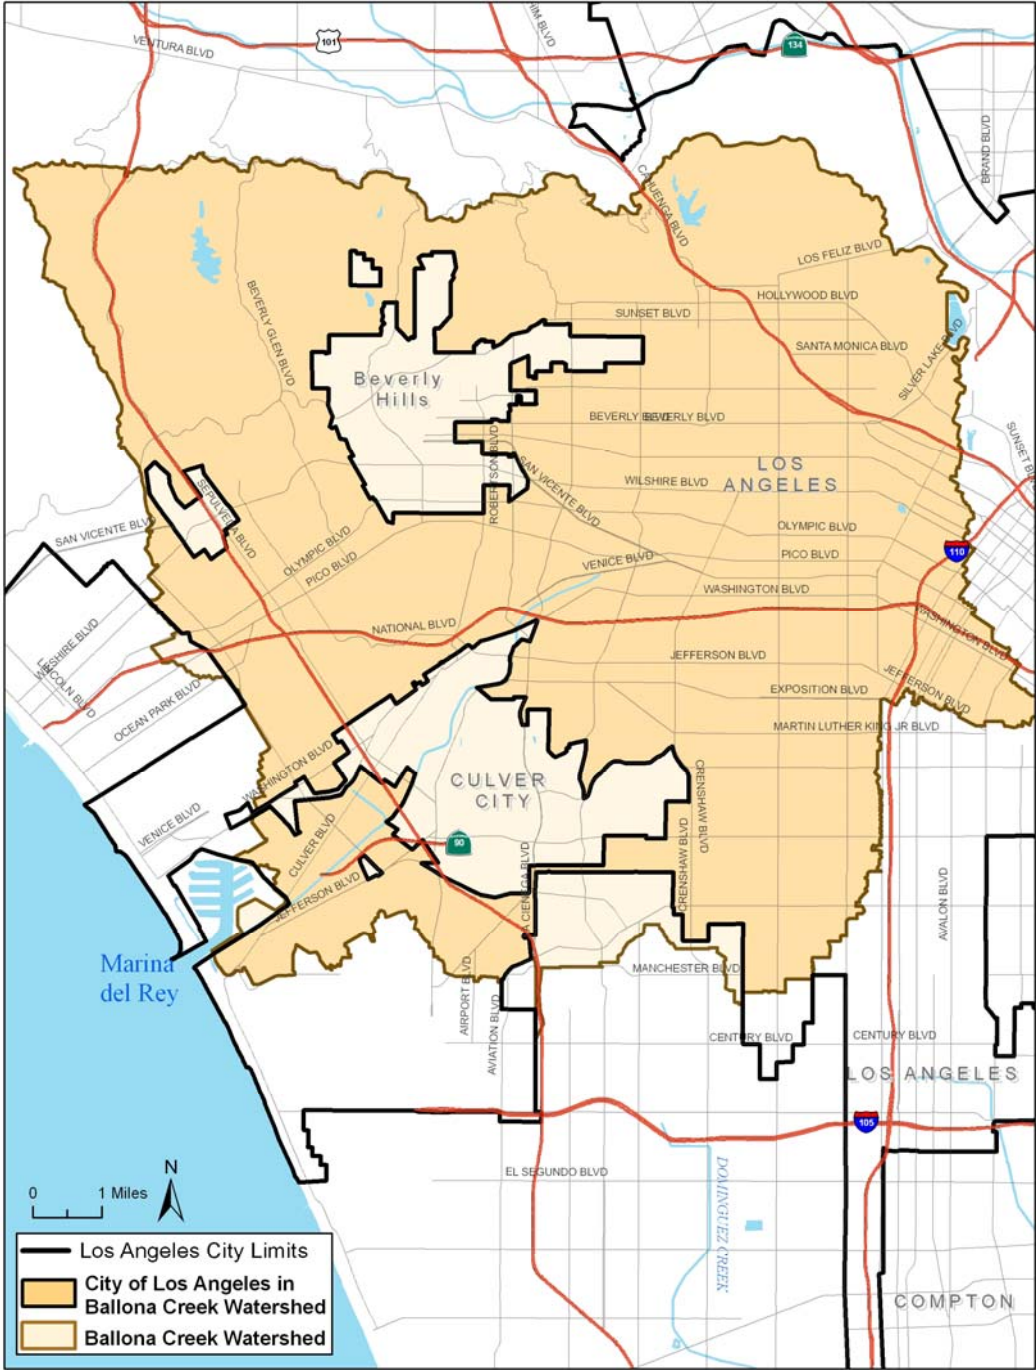 HIM BLVD
134
101
VENTURA BLVD
BRAND BLVD
CAHUENGA BLVD
LOS FELIZ BLVD
BEVERLY GLEN BLVD
HOLLYWOOD BLVD
SUNSET BLVD
SANTA MONICA BLVD
SILVER LAKE BLVD
Beverly
Hills
BEVERLY BLVD
SUNSET BLVD
ROBERTSON BLVD
SAN VICENTE BLVD
LOS
ANGELES
WILSHIRE BLVD
SEPULVEDA BLVD
SAN VICENTE BLVD
OLYMPIC BLVD
PICO BLVD
OLYMPIC BLVD
PICO BLVD
110
VENICE BLVD
WASHINGTON BLVD
WASHINGTON BLVD
NATIONAL BLVD
WILSHIRE BLVD
LINCOLN BLVD
JEFFERSON BLVD
JEFFERSON BLVD
EXPOSITION BLVD
OCEAN PARK BLVD
MARTIN LUTHER KING JR BLVD
WASHINGTON BLVD
CULVER
CITY
CRENSHAW BLVD
VENICE BLVD
CULVER BLVD
90
CRENSHAW BLVD
JEFFERSON BLVD
A CIENEGA BLVD
AVALON BLVD
Marina
del Rey
MANCHESTER BLVD
AIRPORT BLVD
AVIATION BLVD
CENTURY BLVD
CENTURY BLVD
LOS ANGELES
105
EL SEGUNDO BLVD
DOMINGUEZ CREEK
N
0 1 Miles
COMPTON
Los Angeles City Limits
City of Los Angeles in
Ballona Creek Watershed
Ballona Creek Watershed